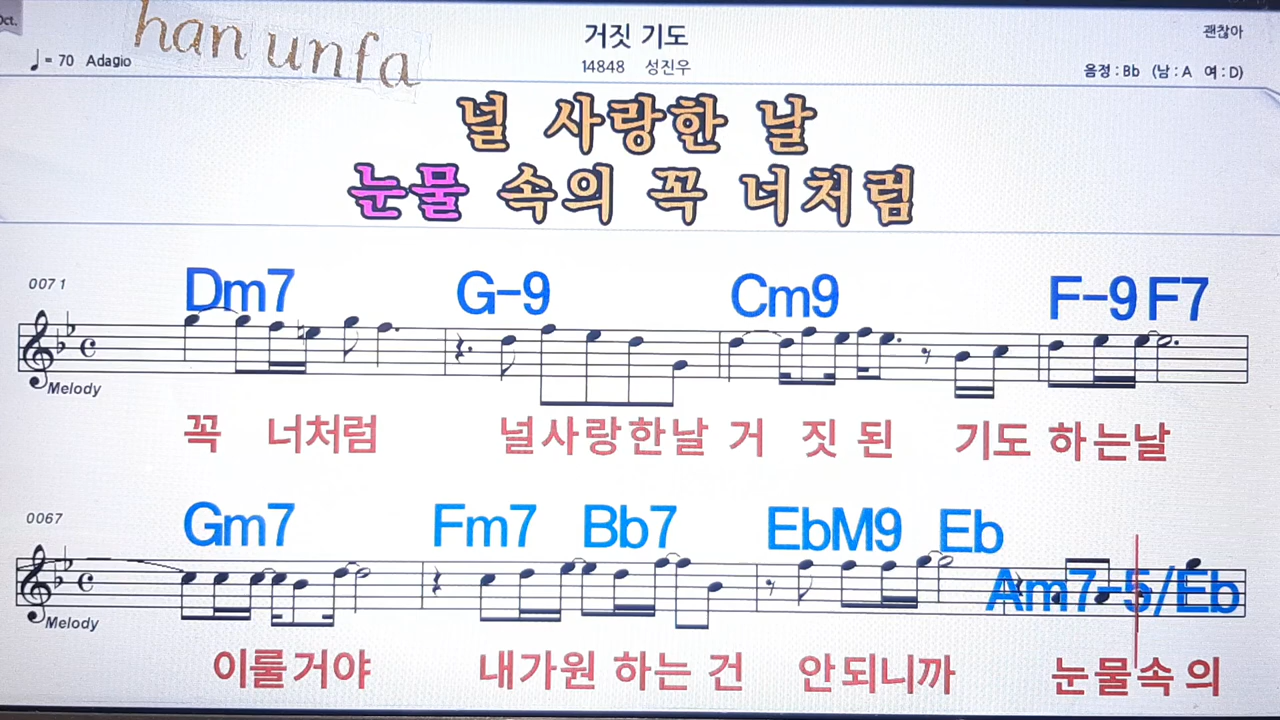 Oct.
han unfa
거짓 기도
괜찮아
♩= 70 Adagio
14848 성진우
음정 : Bb (남 : A 여 : D)
널 사랑한 날
눈물 속의 꼭 너처럼
0071
Dm7 G-9 Cm9 F-9 F7
Melody
꼭 너처럼 널사랑한날 거 짓 된 기도 하는날
0067
Gm7 Fm7 Bb7 EbM9 Eb Am7-5/Eb
Melody
이룰거야 내가원 하는 건 안되니까 눈물속 의